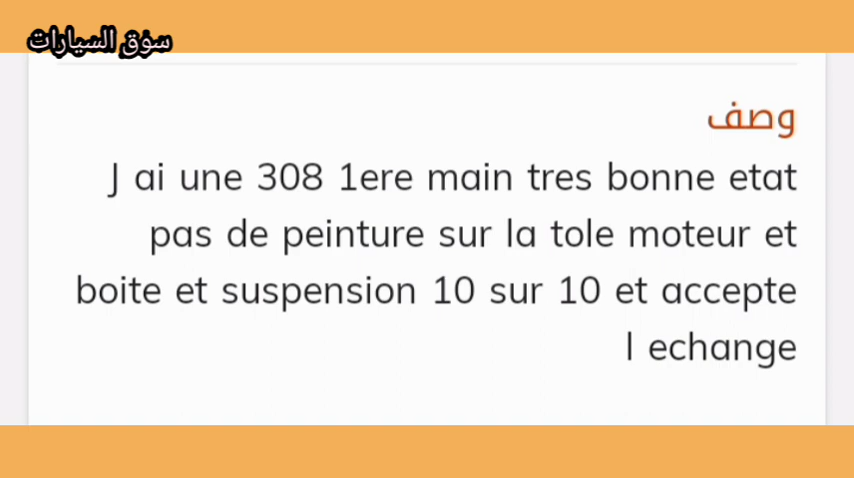 سوق السيارات
وصف
J ai une 308 1ere main tres bonne etat
pas de peinture sur la tole moteur et
boite et suspension 10 sur 10 et accepte
l echange